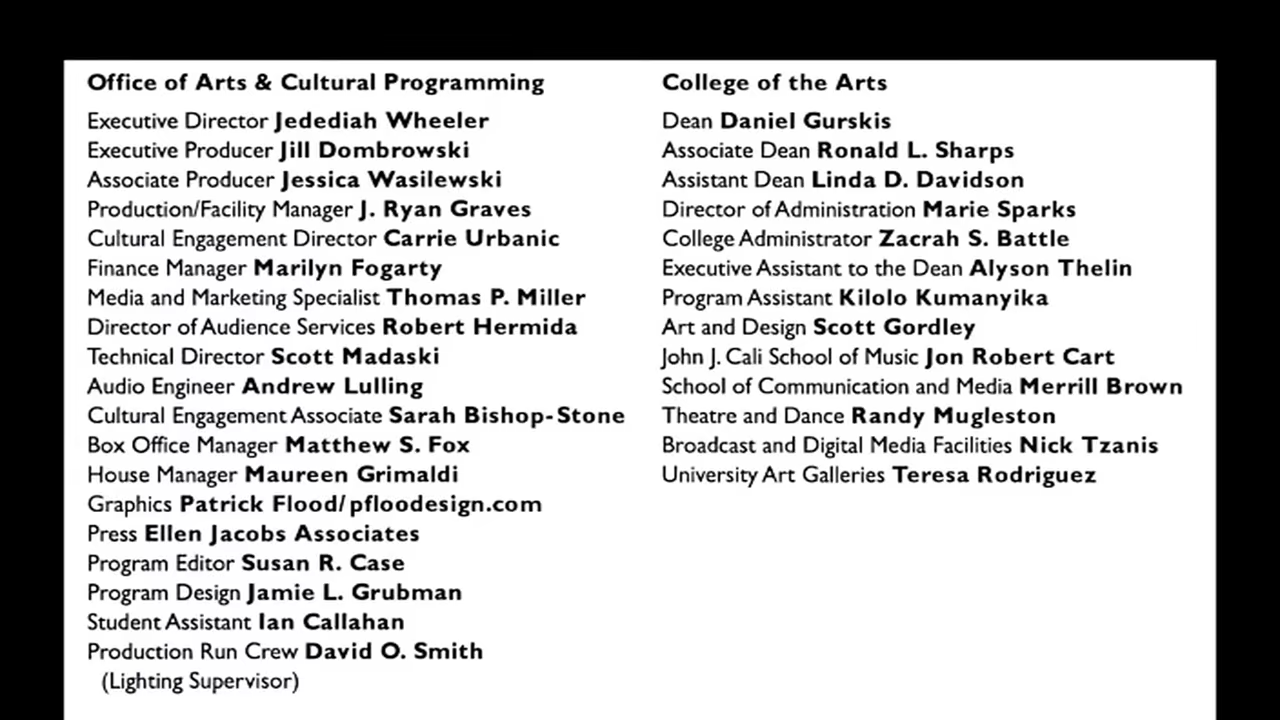 Office of Arts & Cultural Programming
Executive Director Jedediah Wheeler
Executive Producer Jill Dombrowski
Associate Producer Jessica Wasilewski
Production/Facility Manager J. Ryan Graves
Cultural Engagement Director Carrie Urbanic
Finance Manager Marilyn Fogarty
Media and Marketing Specialist Thomas P. Miller
Director of Audience Services Robert Hermida
Technical Director Scott Madaski
Audio Engineer Andrew Lulling
Cultural Engagement Associate Sarah Bishop-Stone
Box Office Manager Matthew S. Fox
House Manager Maureen Grimaldi
Graphics Patrick Flood/pfloodesign.com
Press Ellen Jacobs Associates
Program Editor Susan R. Case
Program Design Jamie L. Grubman
Student Assistant Ian Callahan
Production Run Crew David O. Smith
(Lighting Supervisor)
College of the Arts
Dean Daniel Gurskis
Associate Dean Ronald L. Sharps
Assistant Dean Linda D. Davidson
Director of Administration Marie Sparks
College Administrator Zacrah S. Battle
Executive Assistant to the Dean Alyson Thelin
Program Assistant Kilolo Kumanyika
Art and Design Scott Gordley
John J. Cali School of Music Jon Robert Cart
School of Communication and Media Merrill Brown
Theatre and Dance Randy Mugleston
Broadcast and Digital Media Facilities Nick Tzanis
University Art Galleries Teresa Rodriguez